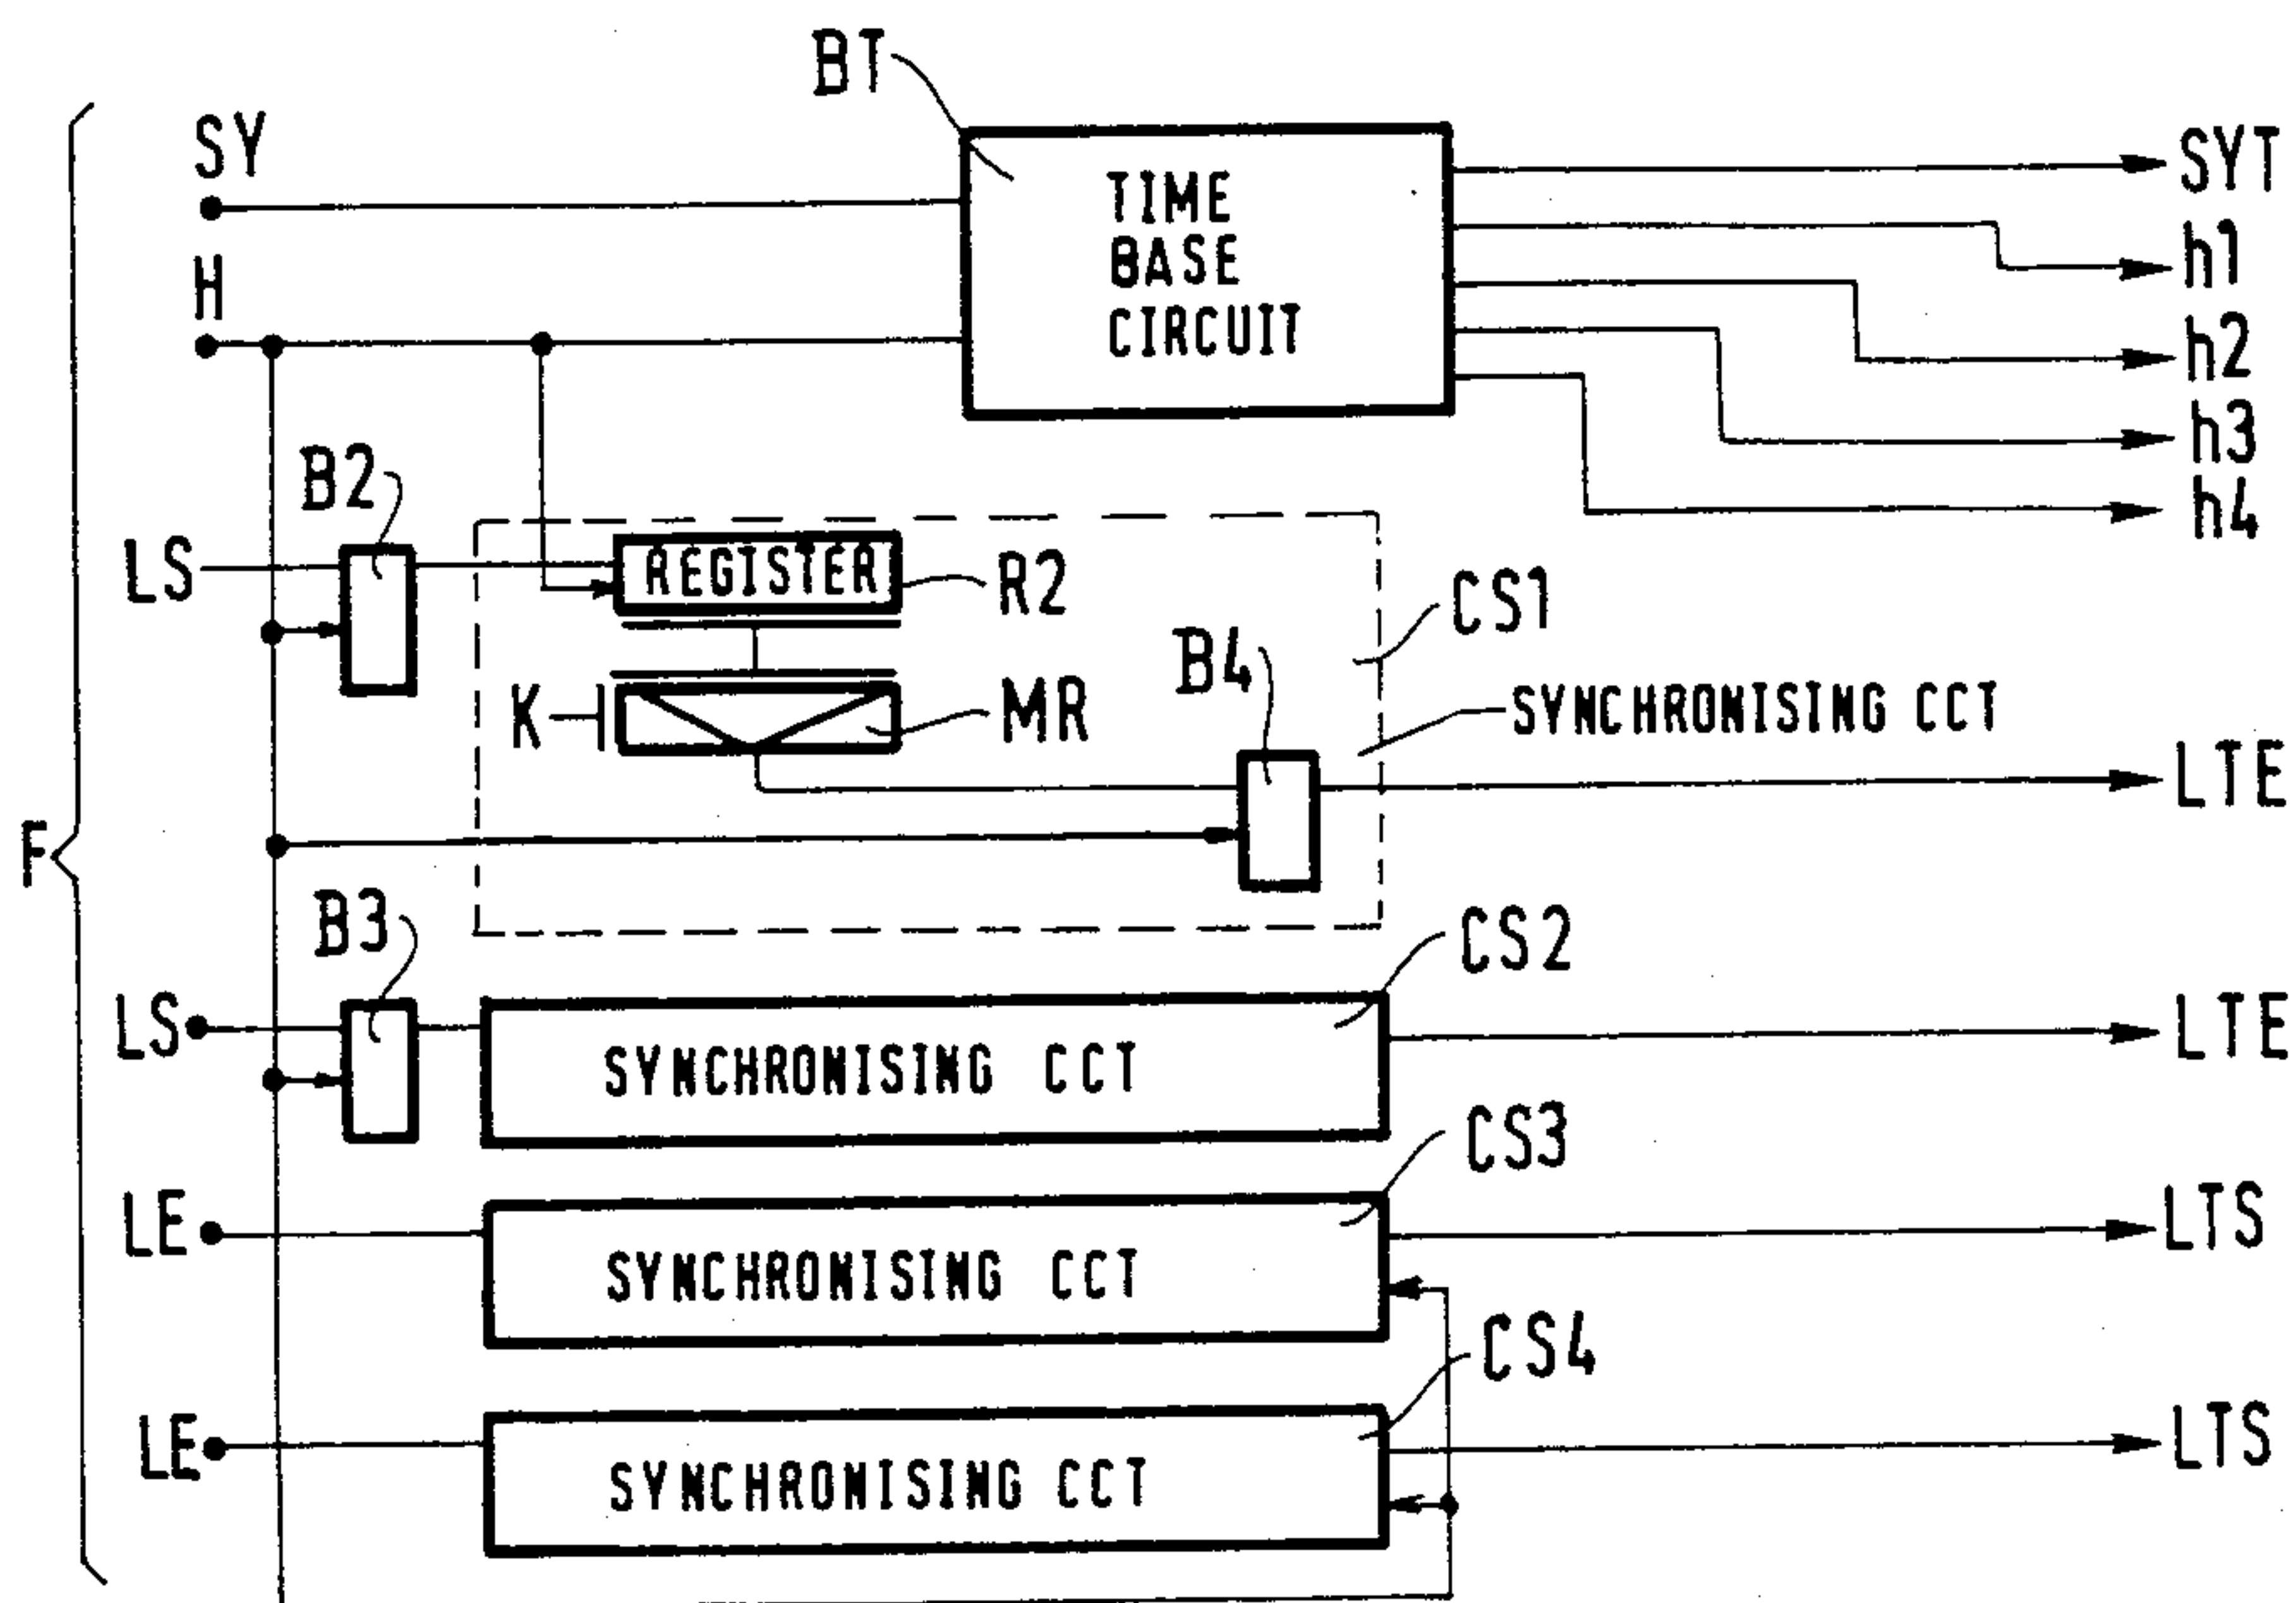 BT
SY
TIME
BASE
CIRCUIT
SYT
H
h1
h2
h3
h4
B2
LS
REGISTER
R2
CS1
B4
K
MR
SYNCHRONISING CCT
LTE
F
B3
CS2
LS
SYNCHRONISING CCT
LTE
CS3
LE
SYNCHRONISING CCT
LTS
CS4
LE
SYNCHRONISING CCT
LTS